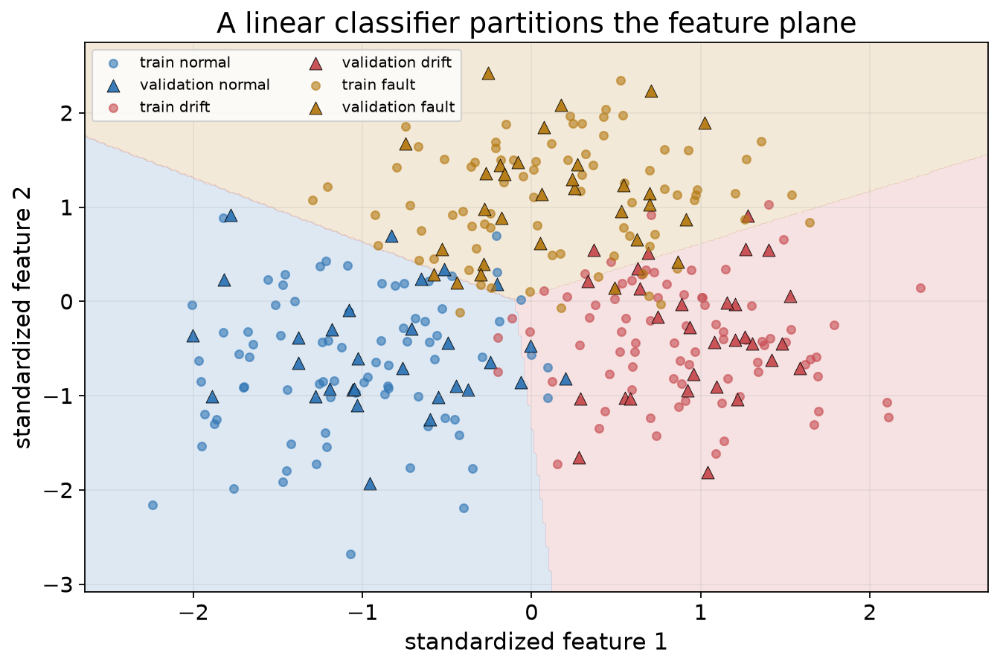 A linear classifier partitions the feature plane
train normal
validation normal
train drift
validation drift
train fault
validation fault
standardized feature 2
2
1
0
−1
−2
−3
−2
−1
0
1
2
standardized feature 1